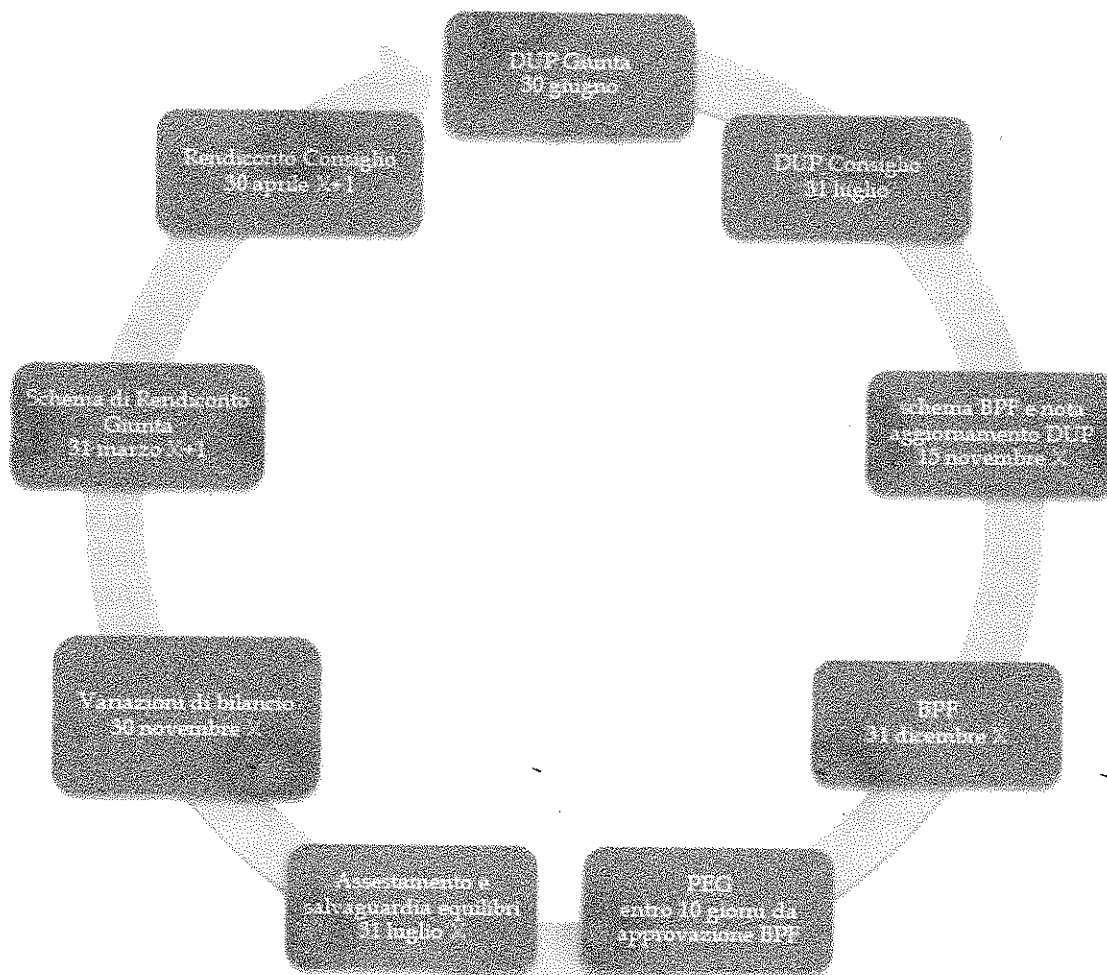 DUP Giunta
30 giugno
DUP Consiglio
31 luglio
schema BPF e nota
aggiornamento DUP
15 novembre X
BPF
31 dicembre X
PEG
entro 10 giorni da
approvazione BPF
Assestamento e
salvaguardia equilibri
31 luglio X
Variazioni di bilancio
30 novembre X
Schema di Rendiconto
Giunta
31 marzo X+1
Rendiconto Consiglio
30 aprile X+1